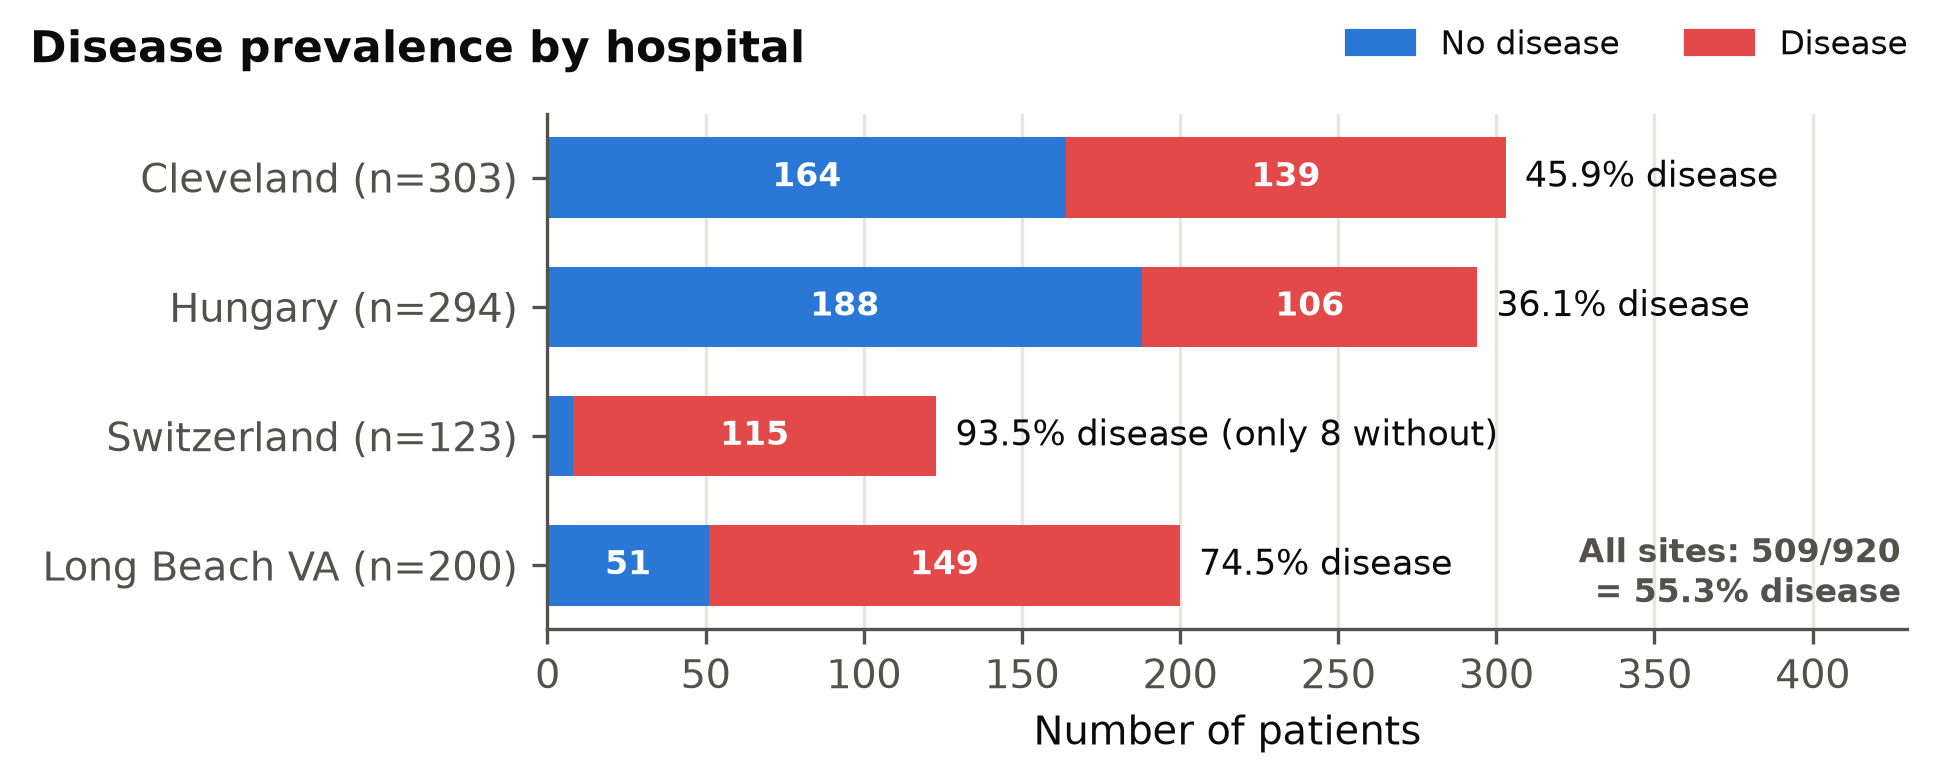 Disease prevalence by hospital
No disease
Disease
Cleveland (n=303)
164
139
45.9% disease
Hungary (n=294)
188
106
36.1% disease
Switzerland (n=123)
115
93.5% disease (only 8 without)
Long Beach VA (n=200)
51
149
74.5% disease
All sites: 509/920
= 55.3% disease
0 50 100 150 200 250 300 350 400
Number of patients